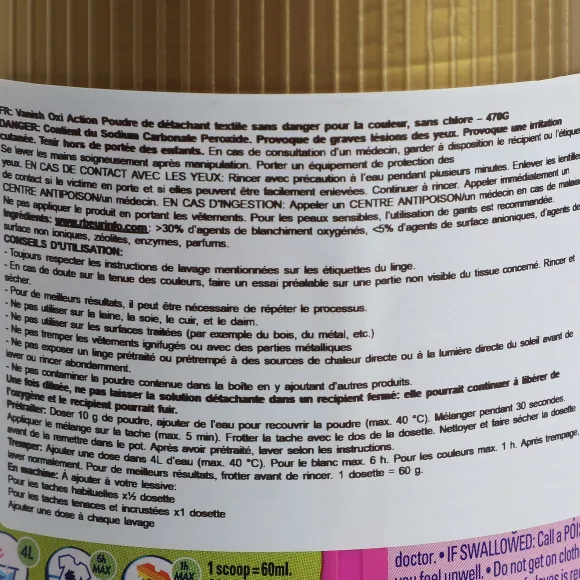 FR: Vanish Oxi Action Poudre de détachant textile sans danger pour la couleur, sans chlore – 470G
DANGER: Contient du Sodium Carbonate Peroxide. Provoque de graves lésions des yeux. Provoque une irritation
cutanée. Tenir hors de portée des enfants. En cas de consultation d'un médecin, garder à disposition le récipient ou l'étiquette.
Se laver les mains soigneusement après manipulation. Porter un équipement de protection des
yeux. EN CAS DE CONTACT AVEC LES YEUX: Rincer avec précaution à l'eau pendant plusieurs minutes. Enlever les lentilles
de contact si la victime en porte et si elles peuvent être facilement enlevées. Continuer à rincer. Appeler immédiatement un
CENTRE ANTIPOISON/un médecin. EN CAS D'INGESTION: Appeler un CENTRE ANTIPOISON/un médecin en cas de malaise.
Ne pas appliquer le produit en portant les vêtements. Pour les peaux sensibles, l'utilisation de gants est recommandée.
Ingrédients: www.rbeurinfo.com: >30% d'agents de blanchiment oxygénés, <5% d'agents de surface anioniques, d'agents de
surface non ioniques, zéolites, enzymes, parfums.
CONSEILS D'UTILISATION:
- Toujours respecter les instructions de lavage mentionnées sur les étiquettes du linge.
- En cas de doute sur la tenue des couleurs, faire un essai préalable sur une partie non visible du tissue concerné. Rincer et
sécher.
- Pour de meilleurs résultats, il peut être nécessaire de répéter le processus.
- Ne pas utiliser sur la laine, la soie, le cuir, et le daim.
- Ne pas utiliser sur les surfaces traitées (par exemple du bois, du métal, etc.)
- Ne pas tremper les vêtements ignifugés ou avec des parties métalliques
- Ne pas exposer un linge prétraité ou prétrempé à des sources de chaleur directe ou à la lumière directe du soleil avant de
laver ou rincer abondamment.
- Ne pas contaminer la poudre contenue dans la boîte en y ajoutant d'autres produits.
Une fois diluée, ne pas laisser la solution détachante dans un recipient fermé: elle pourrait continuer à libérer de
l'oxygène et le recipient pourrait fuir.
Prétraiter: Doser 10 g de poudre, ajouter de l'eau pour recouvrir la poudre (max. 40 °C). Mélanger pendant 30 secondes.
Appliquer le mélange sur la tache (max. 5 min). Frotter la tache avec le dos de la dosette. Nettoyer et faire sécher la dosette
avant de la remettre dans le pot. Après avoir prétraité, laver selon les instructions.
Tremper: Ajouter une dose dans 4L d'eau (max. 40 °C). Pour le blanc max. 6 h. Pour les couleurs max. 1 h. Après trempage,
laver normalement. Pour de meilleurs résultats, frotter avant de rincer. 1 dosette = 60 g.
En machine: À ajouter à votre lessive:
Pour les taches habituelles x½ dosette
Pour les taches tenaces et incrustées x1 dosette
Ajouter une dose à chaque lavage
4L
6h
MAX
1h
MAX
1 scoop=60ml.
doctor. • IF SWALLOWED: Call a POIS
you feel unwell. • Do not get on cloth